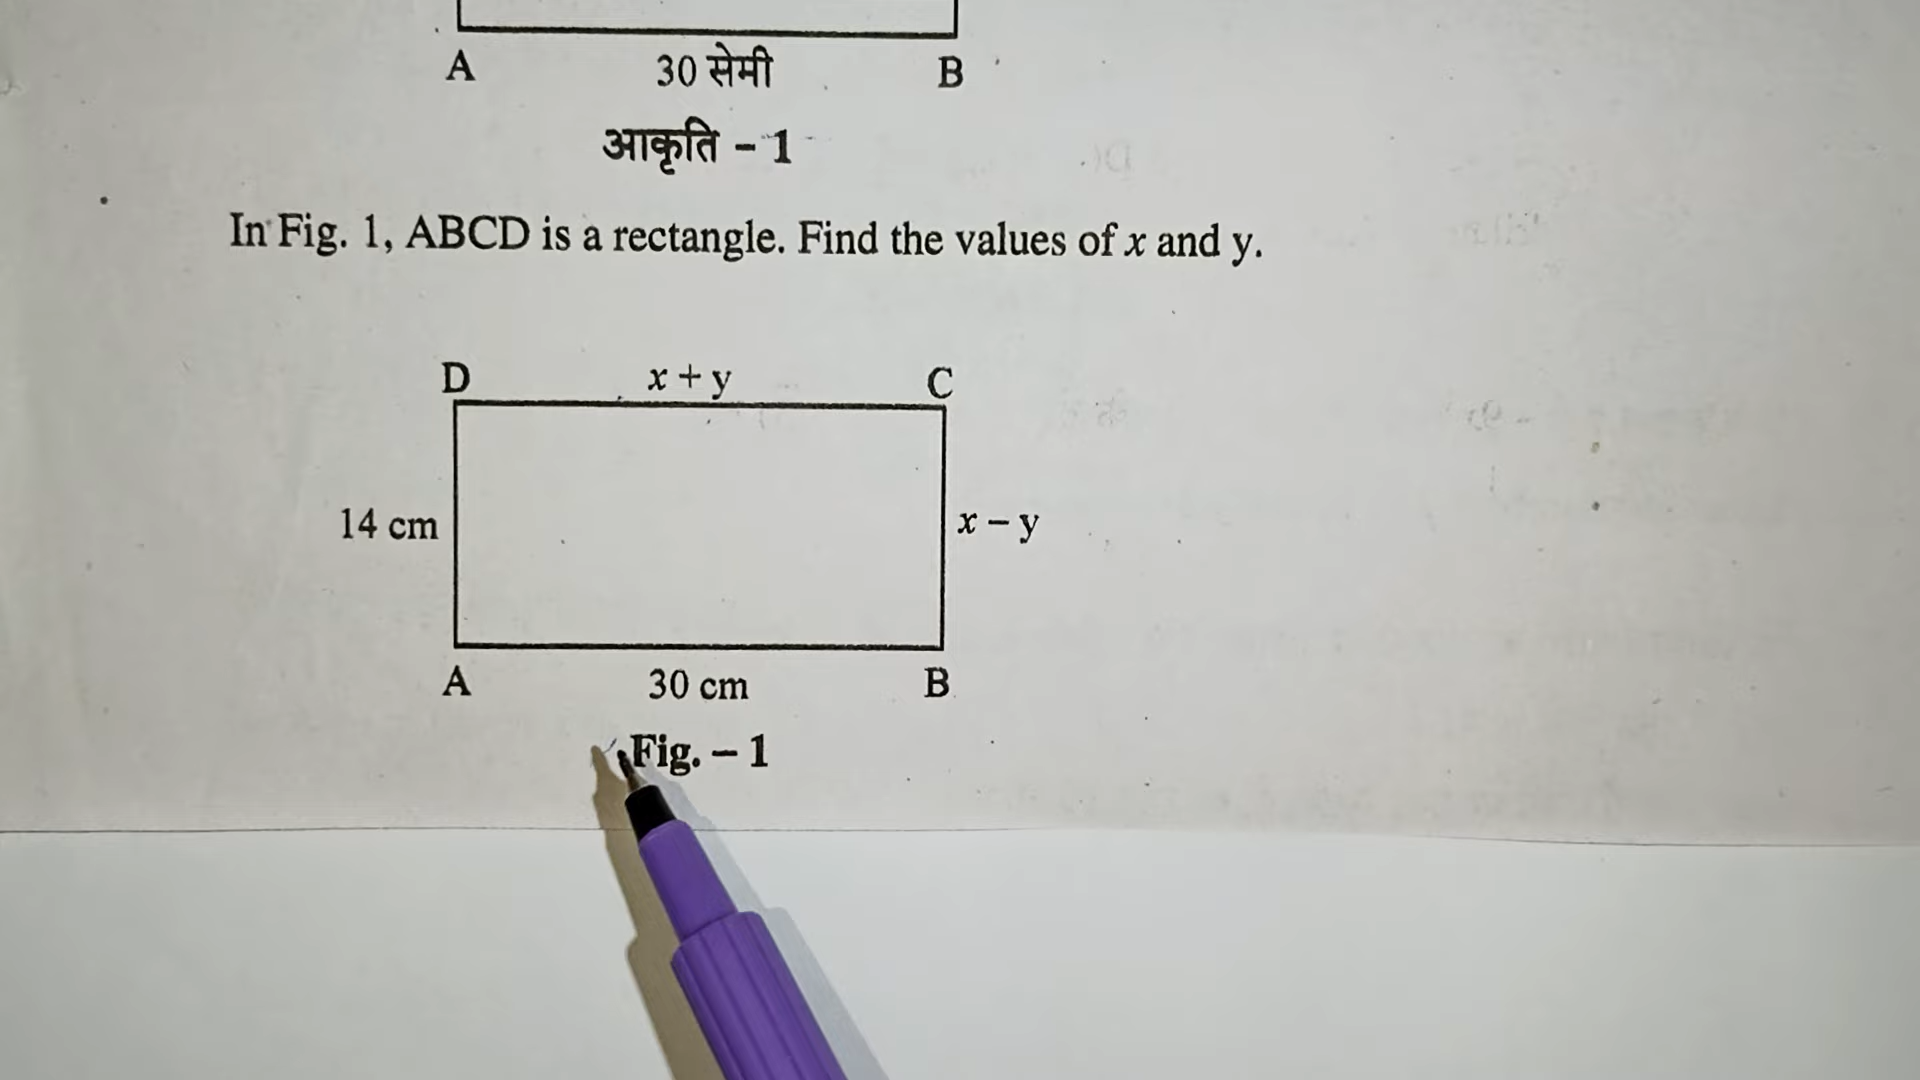 A 30 सेमी B
आकृति – 1
In Fig. 1, ABCD is a rectangle. Find the values of x and y.
D x + y C
14 cm x – y
A 30 cm B
Fig. – 1